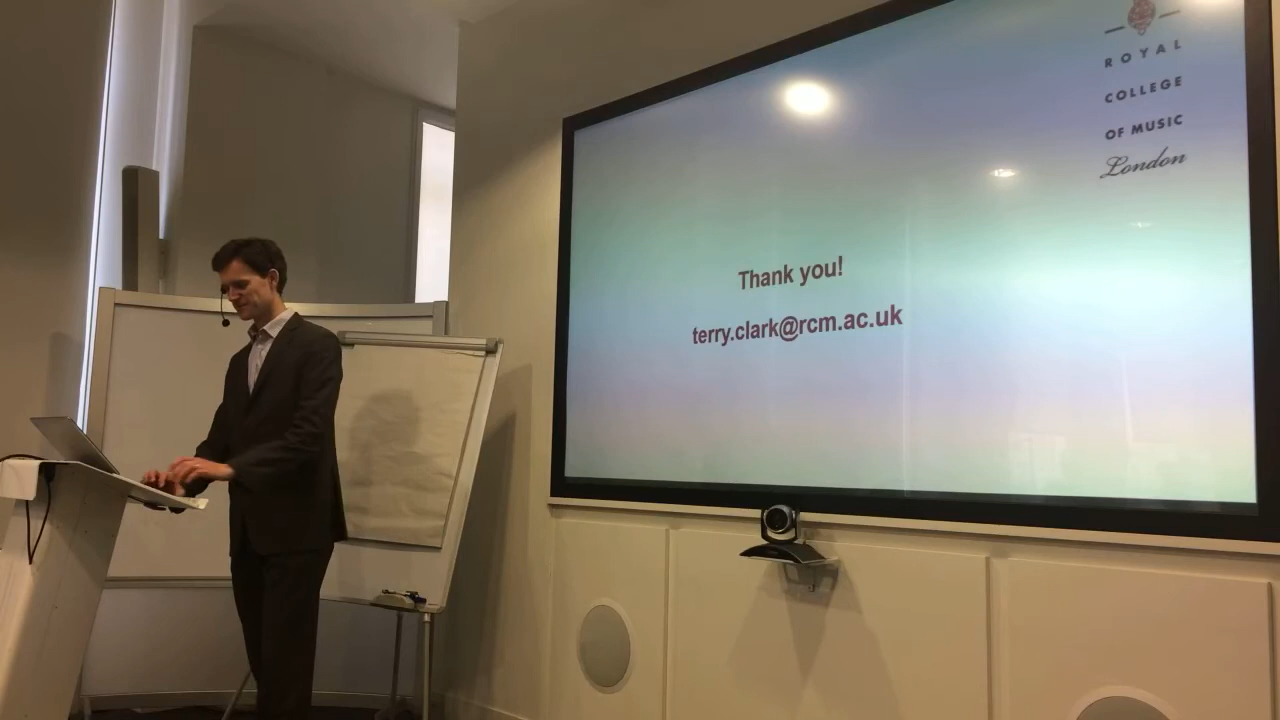 ROYAL
COLLEGE
OF MUSIC
London
Thank you!
terry.clark@rcm.ac.uk